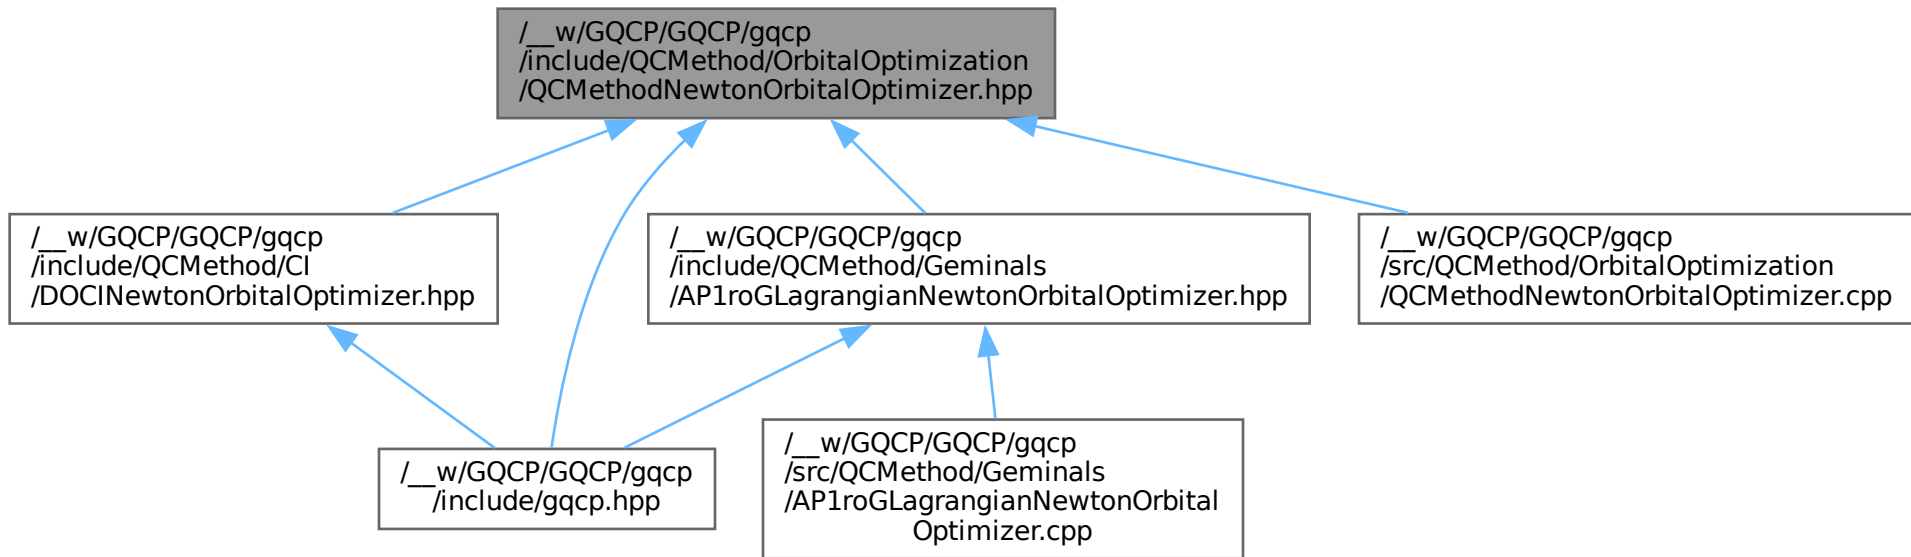 /__w/GQCP/GQCP/gqcp
/include/QCMethod/OrbitalOptimization
/QCMethodNewtonOrbitalOptimizer.hpp
/__w/GQCP/GQCP/gqcp
/include/QCMethod/CI
/DOCINewtonOrbitalOptimizer.hpp
/__w/GQCP/GQCP/gqcp
/include/QCMethod/Geminals
/AP1roGLagrangianNewtonOrbitalOptimizer.hpp
/__w/GQCP/GQCP/gqcp
/src/QCMethod/OrbitalOptimization
/QCMethodNewtonOrbitalOptimizer.cpp
/__w/GQCP/GQCP/gqcp
/include/gqcp.hpp
/__w/GQCP/GQCP/gqcp
/src/QCMethod/Geminals
/AP1roGLagrangianNewtonOrbital
Optimizer.cpp